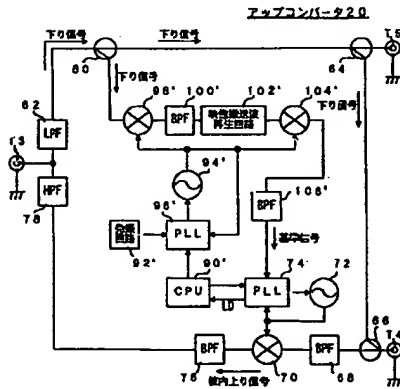 アップコンバータ20
下り信号
下り信号
T5
60
64
下り信号
98'
100'
102'
104'
下り信号
62
LPF
BPF
映像搬送波
再生回路
T3
94'
HPF
78
96'
106'
BPF
PLL
基準信号
発振
回路
92'
90'
74
72
CPU
PLL
LD
66
T4
BPF
BPF
76
70
68
棟内上り信号